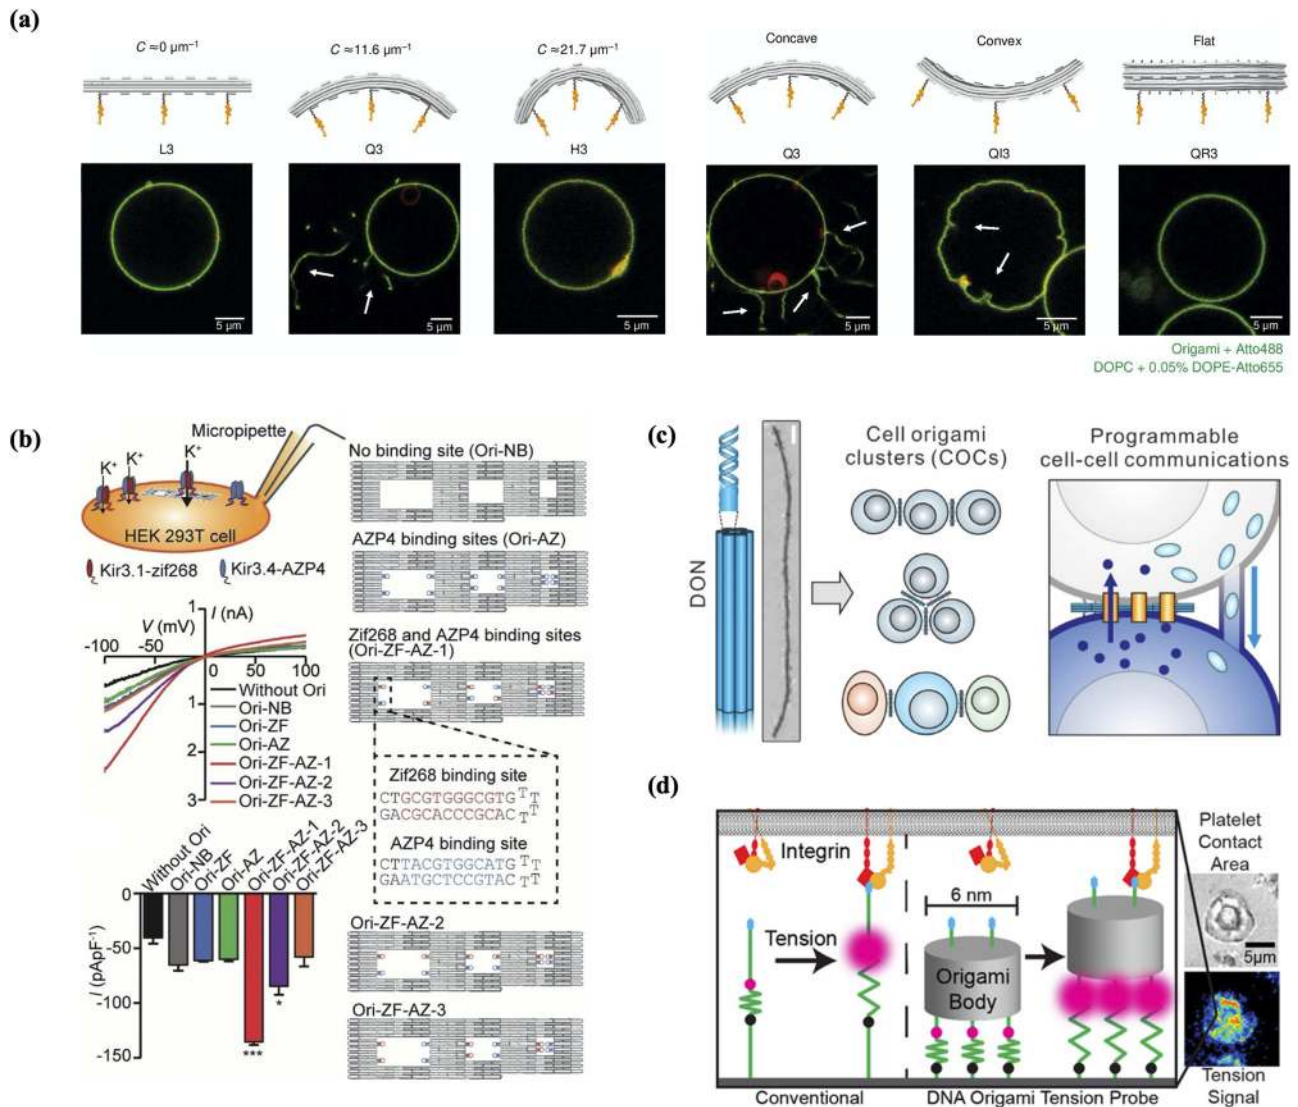 (a)
C ≈0 µm⁻¹
C ≈11.6 µm⁻¹
C ≈21.7 µm⁻¹
Concave
Convex
Flat
L3
Q3
H3
Q3
QI3
QR3
5 µm
5 µm
5 µm
5 µm
5 µm
5 µm
Origami + Atto488
DOPC + 0.05% DOPE-Atto655
(b)
Micropipette
K⁺
K⁺
K⁺
HEK 293T cell
Kir3.1-zif268
Kir3.4-AZP4
No binding site (Ori-NB)
AZP4 binding sites (Ori-AZ)
Zif268 and AZP4 binding sites
(Ori-ZF-AZ-1)
1
I (nA)
V (mV)
-100
-50
0
50
100
1
2
3
Without Ori
Ori-NB
Ori-ZF
Ori-AZ
Ori-ZF-AZ-1
Ori-ZF-AZ-2
Ori-ZF-AZ-3
Zif268 binding site
CTGCGTGGGCGTGTT
GACGCACCCGCACTT
AZP4 binding site
CTTACGTGGCATGTT
GAATGCTCCGTACTT
Without Ori
Ori-NB
Ori-ZF
Ori-AZ
Ori-ZF-AZ-1
Ori-ZF-AZ-2
Ori-ZF-AZ-3
0
-50
-100
-150
I (pApF⁻¹)
***
*
Ori-ZF-AZ-2
Ori-ZF-AZ-3
(c)
DON
Cell origami
clusters (COCs)
Programmable
cell-cell communications
(d)
Integrin
Tension
6 nm
Origami
Body
Conventional
DNA Origami Tension Probe
Platelet
Contact
Area
5µm
Tension
Signal